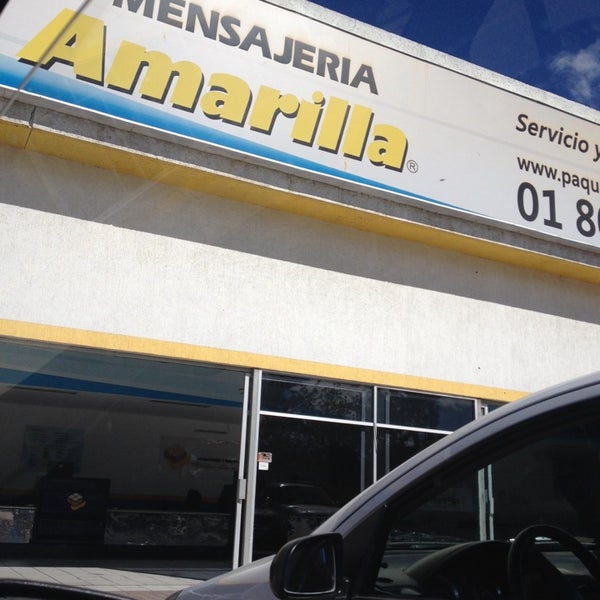 MENSAJERIA
Amarilla®
Servicio y
www.paqu
01 80